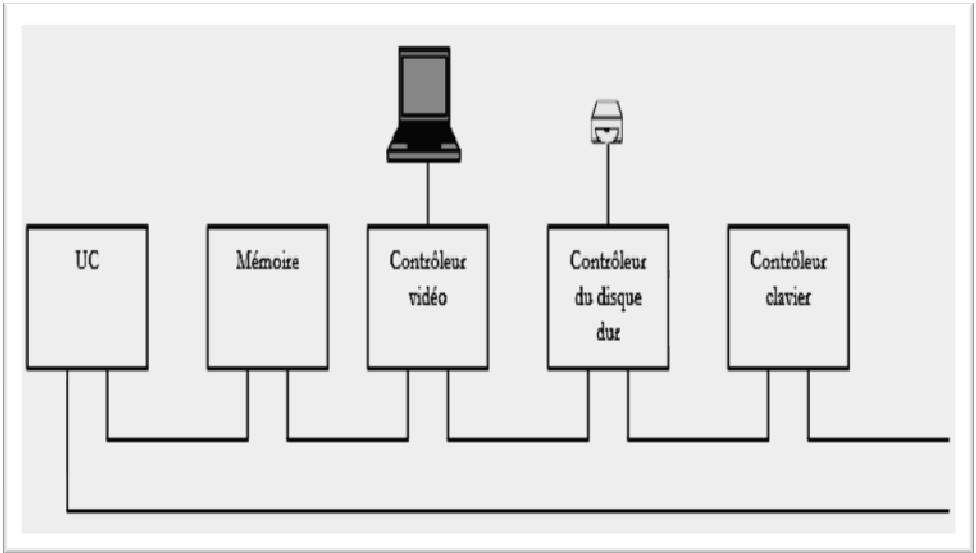 UC
Mémoire
Contrôleur
vidéo
Contrôleur
du disque
dur
Contrôleur
clavier